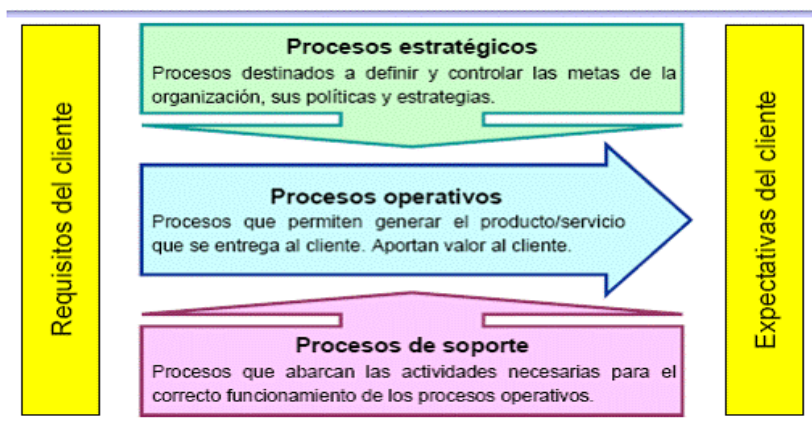 Requisitos del cliente
Procesos estratégicos
Procesos destinados a definir y controlar las metas de la
organización, sus políticas y estrategias.
Procesos operativos
Procesos que permiten generar el producto/servicio
que se entrega al cliente. Aportan valor al cliente.
Procesos de soporte
Procesos que abarcan las actividades necesarias para el
correcto funcionamiento de los procesos operativos.
Expectativas del cliente